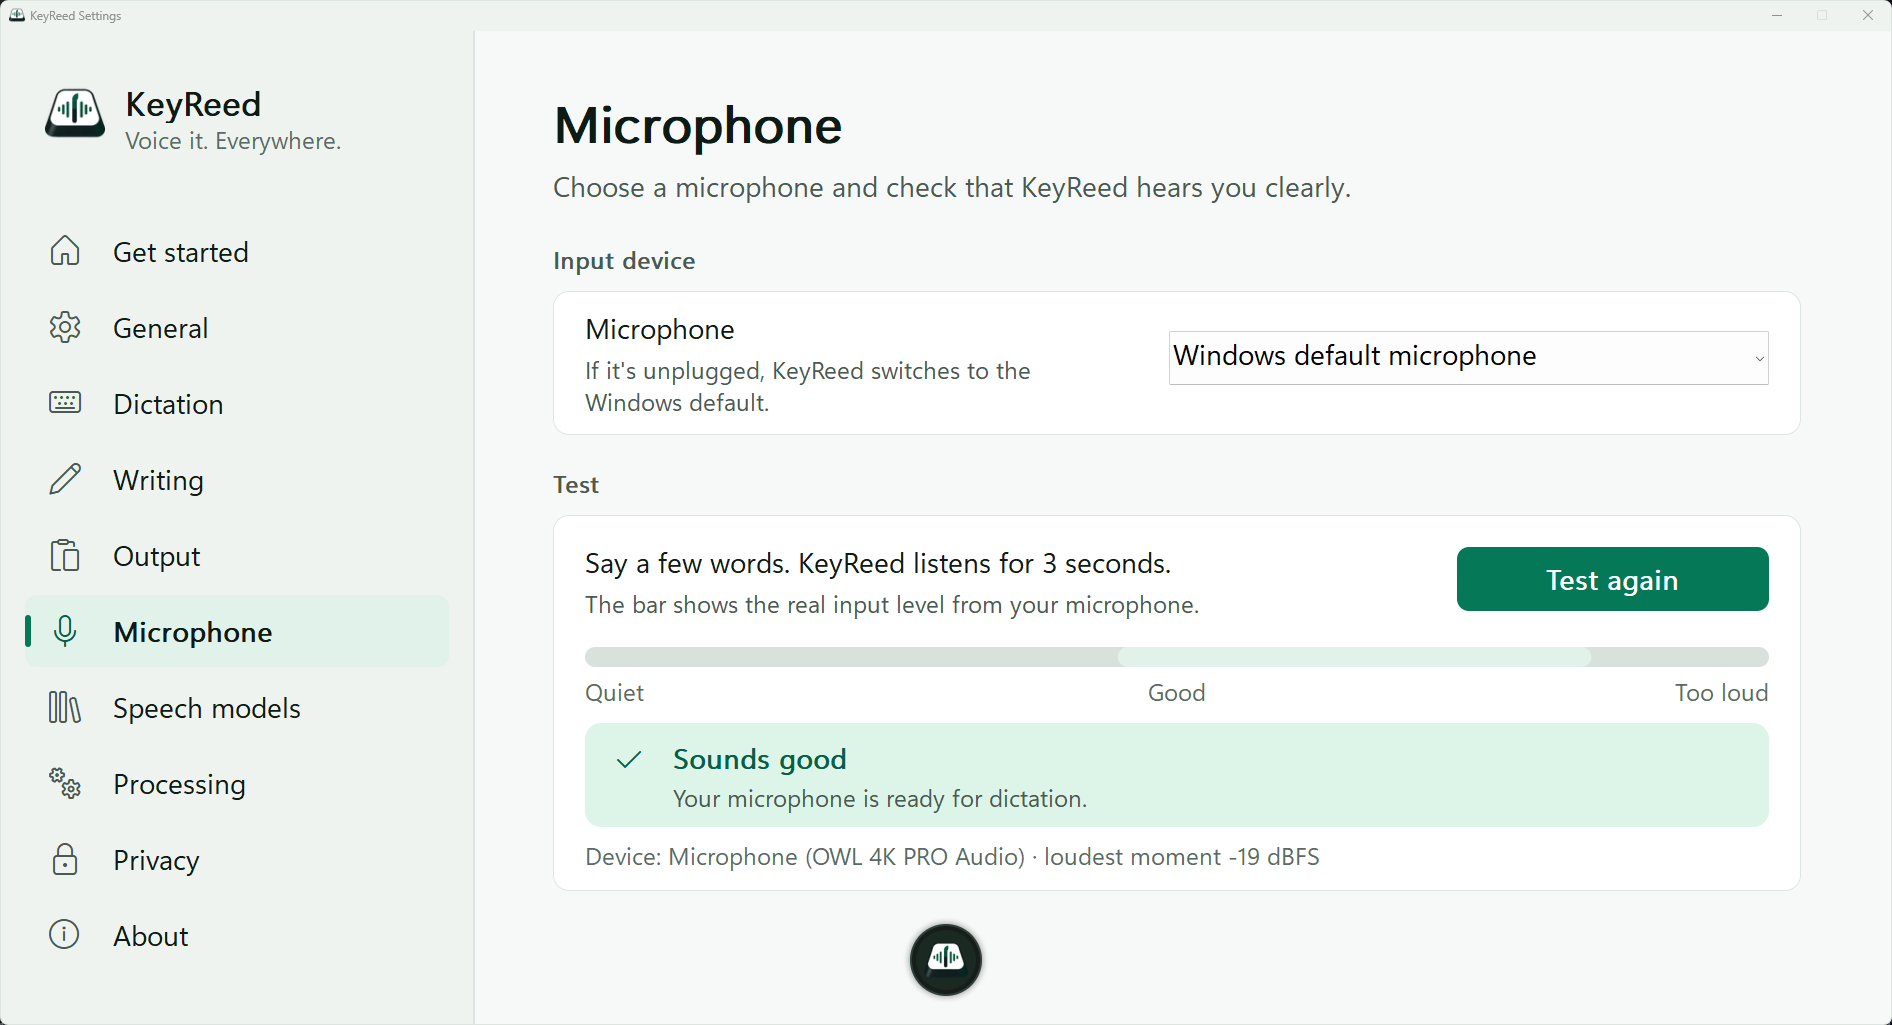 KeyReed Settings
KeyReed
Voice it. Everywhere.
Get started
General
Dictation
Writing
Output
Microphone
Speech models
Processing
Privacy
About
Microphone
Choose a microphone and check that KeyReed hears you clearly.
Input device
Microphone
If it's unplugged, KeyReed switches to the
Windows default.
Windows default microphone
Test
Say a few words. KeyReed listens for 3 seconds.
The bar shows the real input level from your microphone.
Test again
Quiet
Good
Too loud
Sounds good
Your microphone is ready for dictation.
Device: Microphone (OWL 4K PRO Audio) · loudest moment -19 dBFS